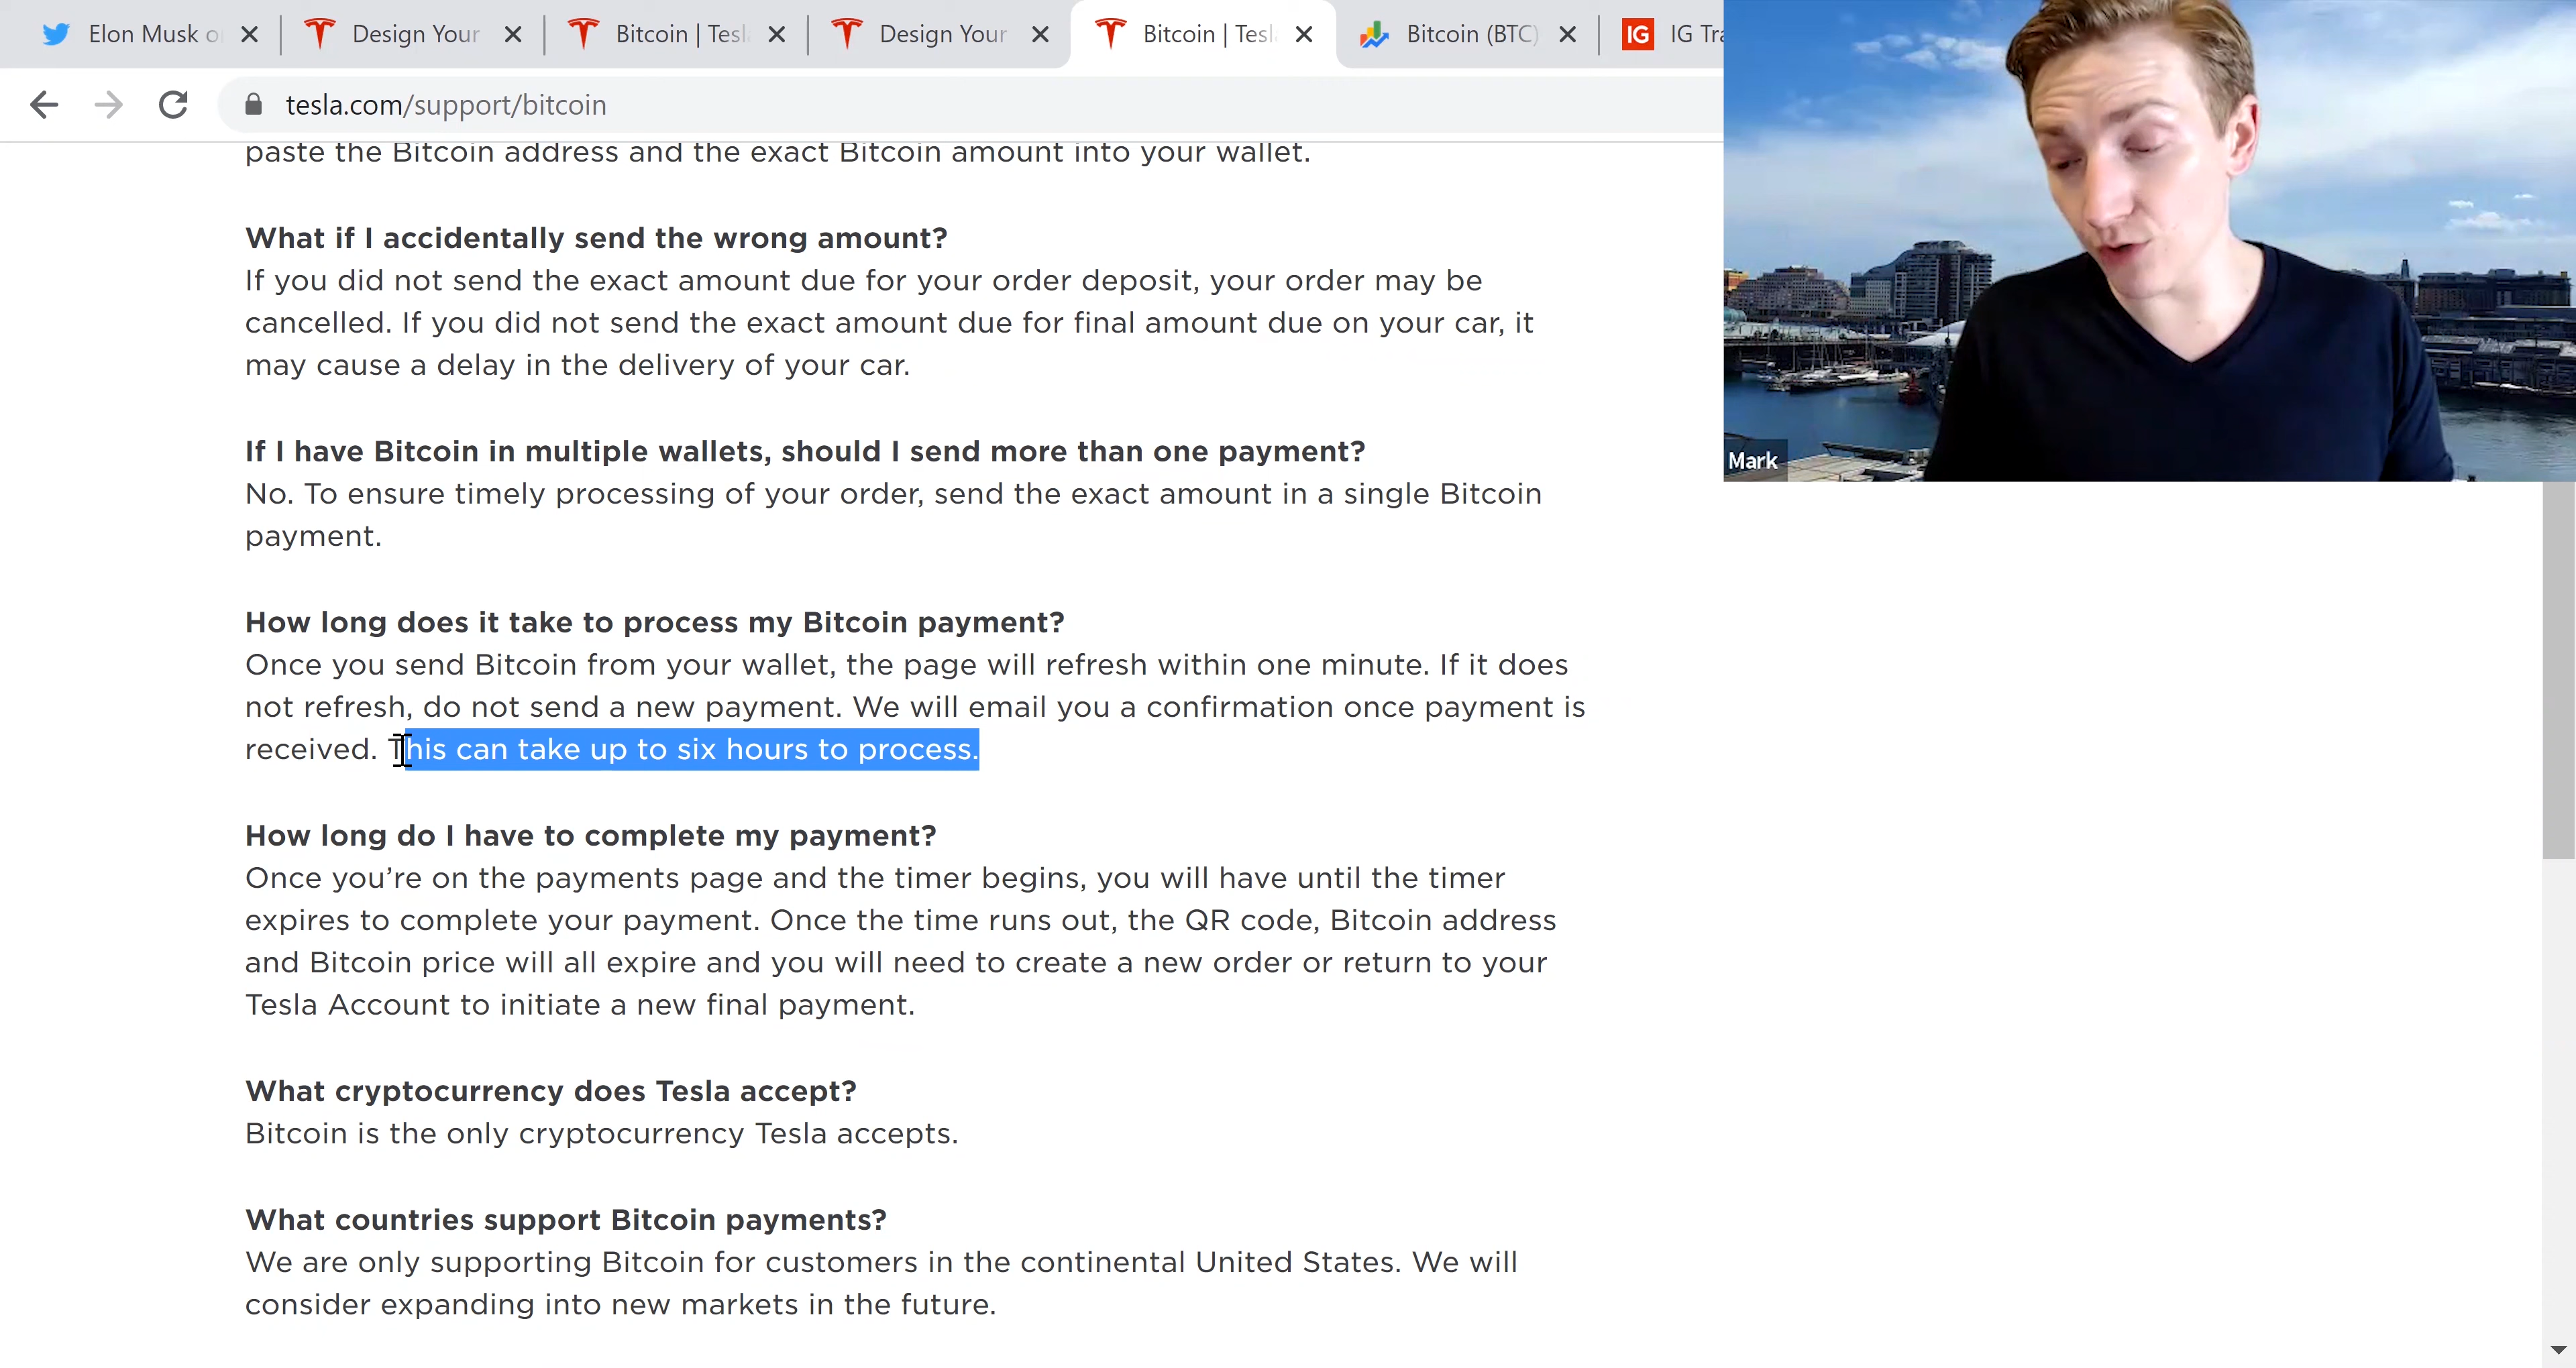 Elon Musk o
Design Your
Bitcoin | Tesl
Design Your
Bitcoin | Tesl
Bitcoin (BTC)
IG
IG Tra
tesla.com/support/bitcoin
paste the Bitcoin address and the exact Bitcoin amount into your wallet.
What if I accidentally send the wrong amount?
If you did not send the exact amount due for your order deposit, your order may be
cancelled. If you did not send the exact amount due for final amount due on your car, it
may cause a delay in the delivery of your car.
Mark
If I have Bitcoin in multiple wallets, should I send more than one payment?
No. To ensure timely processing of your order, send the exact amount in a single Bitcoin
payment.
How long does it take to process my Bitcoin payment?
Once you send Bitcoin from your wallet, the page will refresh within one minute. If it does
not refresh, do not send a new payment. We will email you a confirmation once payment is
received. This can take up to six hours to process.
How long do I have to complete my payment?
Once you’re on the payments page and the timer begins, you will have until the timer
expires to complete your payment. Once the time runs out, the QR code, Bitcoin address
and Bitcoin price will all expire and you will need to create a new order or return to your
Tesla Account to initiate a new final payment.
What cryptocurrency does Tesla accept?
Bitcoin is the only cryptocurrency Tesla accepts.
What countries support Bitcoin payments?
We are only supporting Bitcoin for customers in the continental United States. We will
consider expanding into new markets in the future.